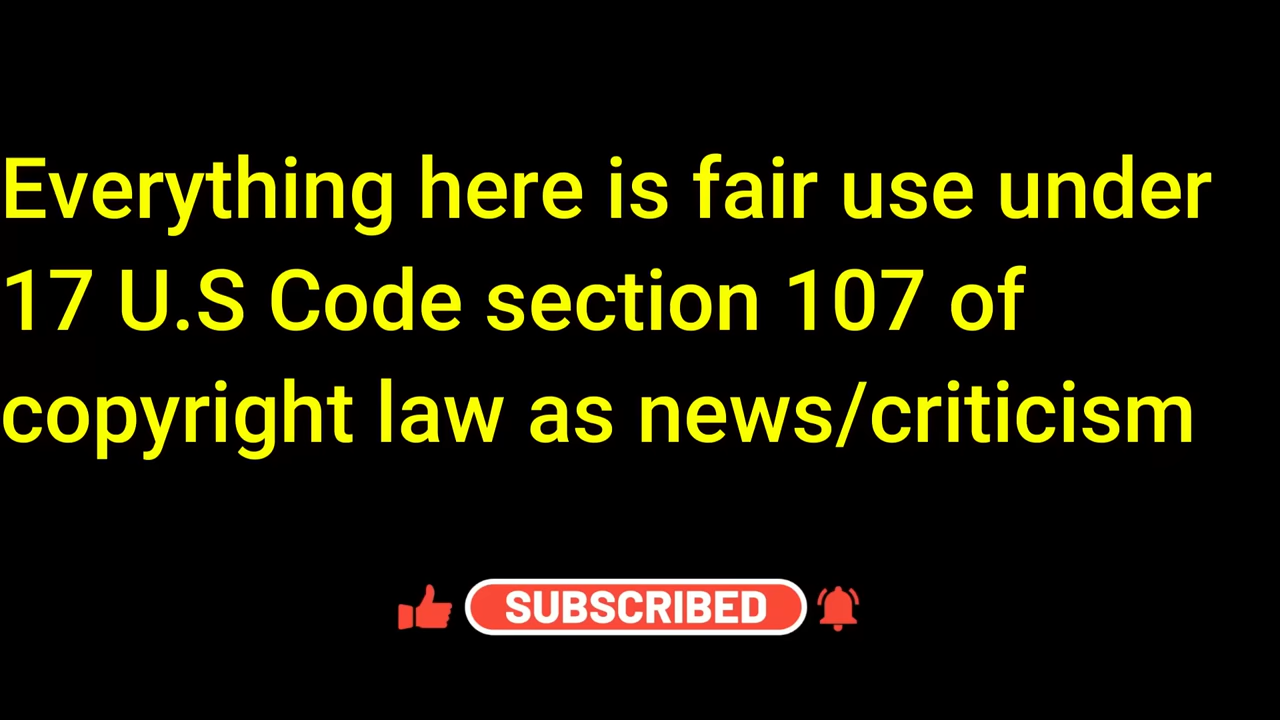 Everything here is fair use under
17 U.S Code section 107 of
copyright law as news/criticism
SUBSCRIBED